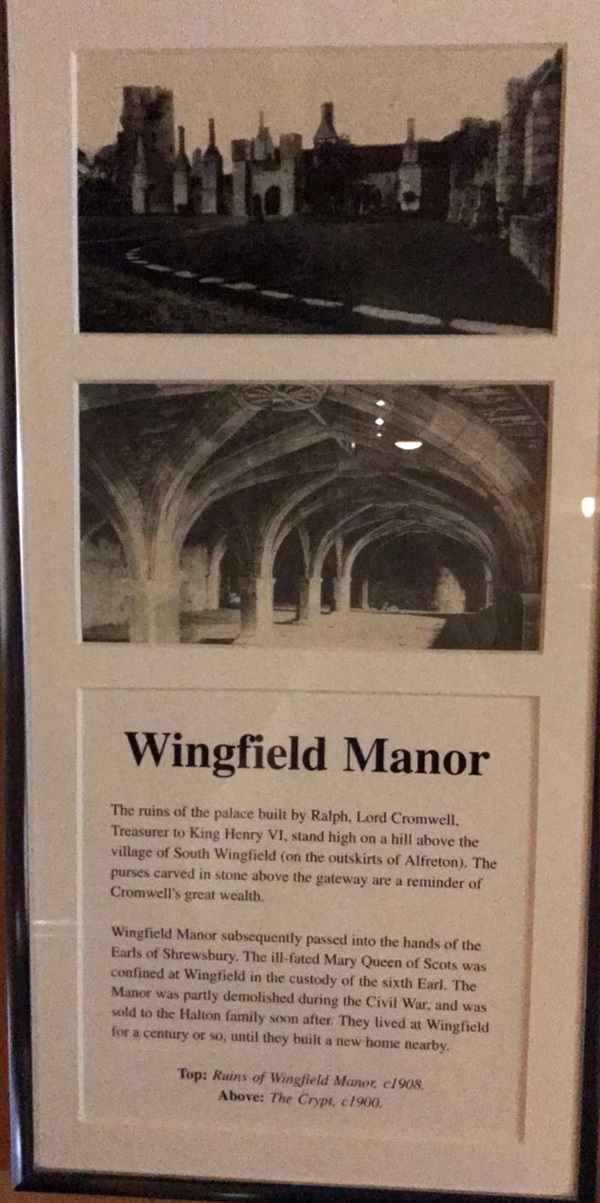 Wingfield Manor
The ruins of the palace built by Ralph, Lord Cromwell,
Treasurer to King Henry VI, stand high on a hill above the
village of South Wingfield (on the outskirts of Alfreton). The
purses carved in stone above the gateway are a reminder of
Cromwell's great wealth.
Wingfield Manor subsequently passed into the hands of the
Earls of Shrewsbury. The ill-fated Mary Queen of Scots was
confined at Wingfield in the custody of the sixth Earl. The
Manor was partly demolished during the Civil War, and was
sold to the Halton family soon after. They lived at Wingfield
for a century or so, until they built a new home nearby.
Top: Ruins of Wingfield Manor, c1908.
Above: The Crypt, c1900.